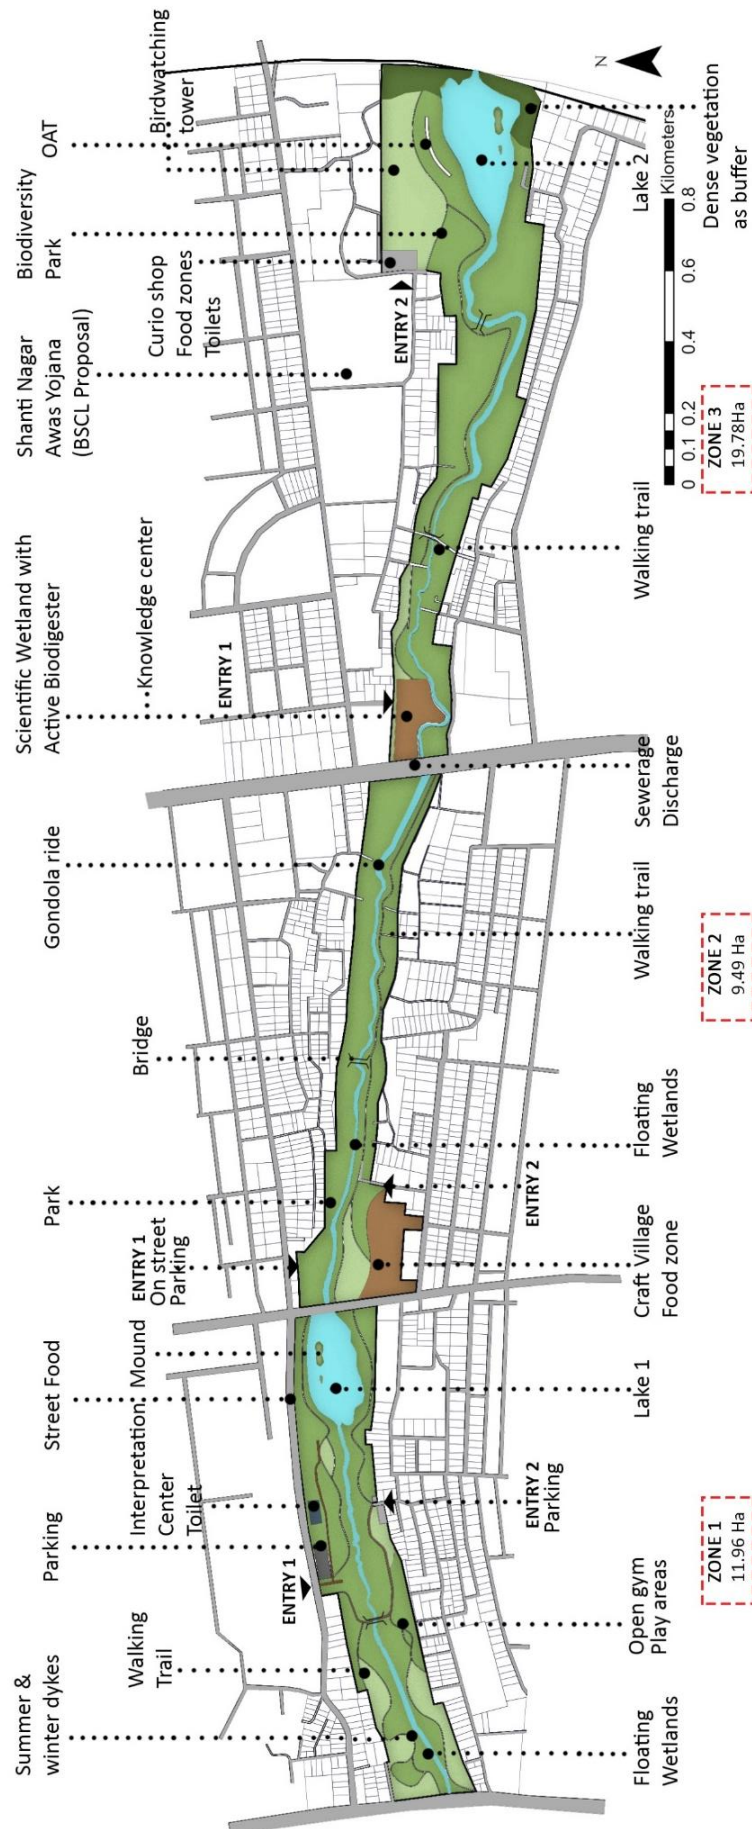 Summer &
winter dykes
Walking
Trail
Parking
Interpretation
Center
Toilet
Street Food
Mound
ENTRY 1
On street
Parking
Park
Bridge
Gondola ride
Scientific Wetland with
Active Biodigester
Knowledge center
Shanti Nagar
Awas Yojana
(BSCL Proposal)
Curio shop
Food zones
Toilets
Biodiversity
Park
OAT
Birdwatching
tower
ENTRY 1
ENTRY 1
ENTRY 2
N
Floating
Wetlands
Open gym
Play areas
ENTRY 2
Parking
Lake 1
Craft Village
Food zone
ENTRY 2
Floating
Wetlands
Walking trail
Sewerage
Discharge
Walking trail
Lake 2
Dense vegetation
as buffer
0 0.1 0.2 0.4 0.6 0.8
Kilometers
ZONE 1
11.96 Ha
ZONE 2
9.49 Ha
ZONE 3
19.78Ha